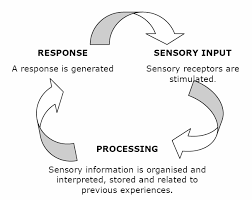 RESPONSE
A response is generated
SENSORY INPUT
Sensory receptors are
stimulated.
PROCESSING
Sensory information is organised and
interpreted, stored and related to
previous experiences.